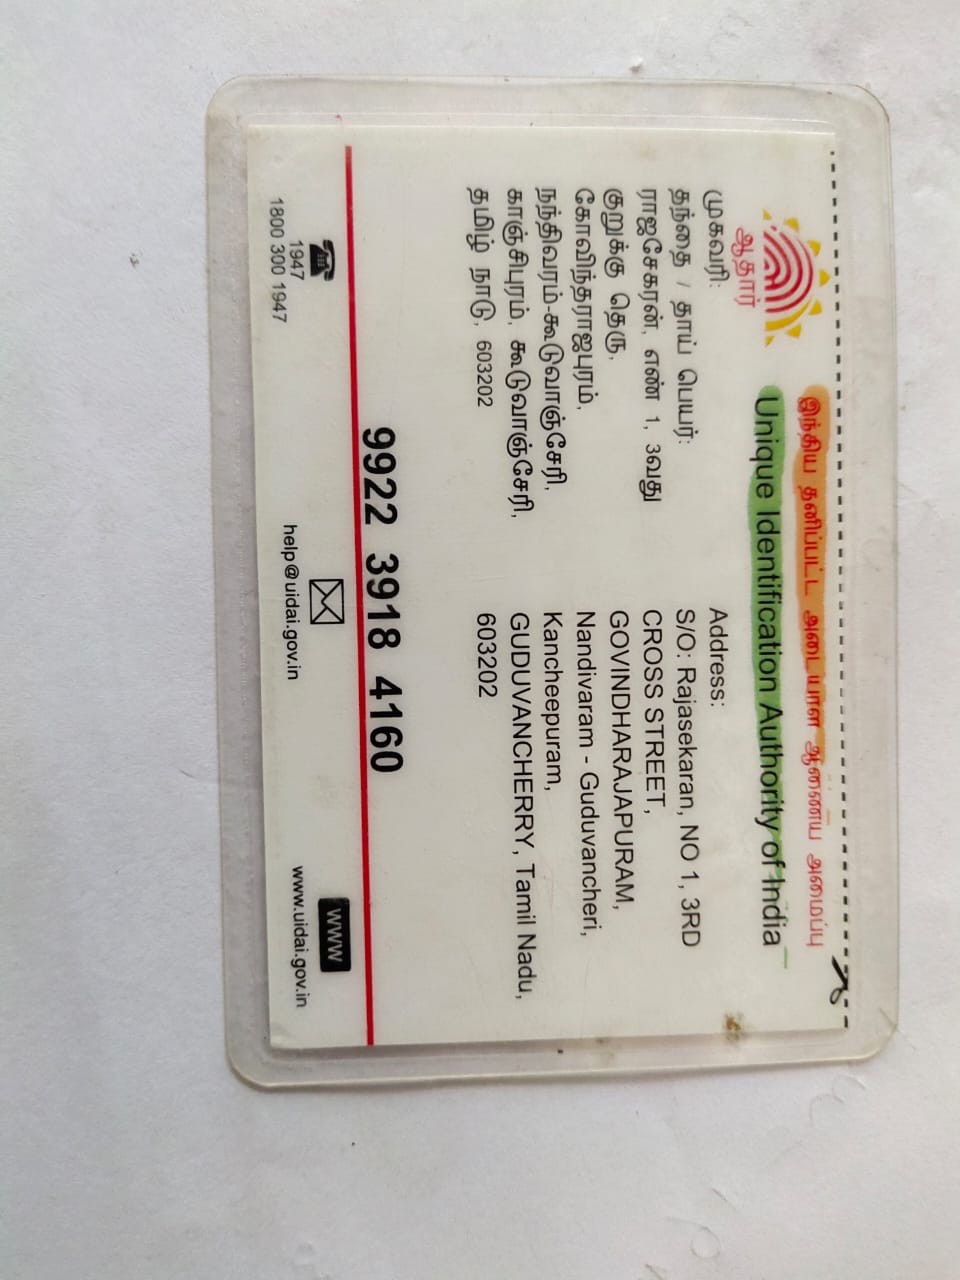 இந்திய தனிப்பட்ட அடையாள ஆணைய அமைப்பு
Unique Identification Authority of India
ஆதார்
முகவரி:
தந்தை / தாய் பெயர்:
ராஜசேகரன், எண் 1, 3வது
குறுக்கு தெரு,
கோவிந்தராஜபுரம்,
நந்திவரம்-கூடுவாஞ்சேரி,
காஞ்சிபுரம், கூடுவாஞ்சேரி,
தமிழ் நாடு, 603202
Address:
S/O: Rajasekaran, NO 1, 3RD
CROSS STREET,
GOVINDHARAJAPURAM,
Nandivaram - Guduvancheri,
Kancheepuram,
GUDUVANCHERRY, Tamil Nadu,
603202
9922 3918 4160
1947
1800 300 1947
help@uidai.gov.in
www
www.uidai.gov.in